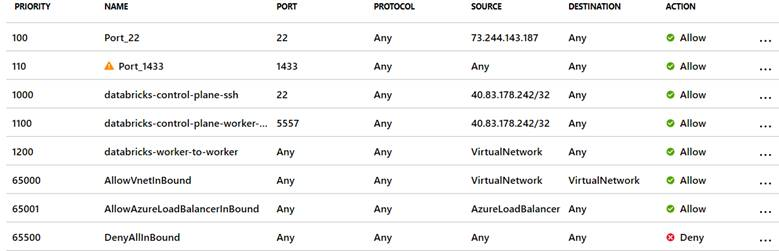 PRIORITY NAME PORT PROTOCOL SOURCE DESTINATION ACTION
100 Port_22 22 Any 73.244.143.187 Any Allow ...
110 Port_1433 1433 Any Any Any Allow ...
1000 databricks-control-plane-ssh 22 Any 40.83.178.242/32 Any Allow ...
1100 databricks-control-plane-worker-... 5557 Any 40.83.178.242/32 Any Allow ...
1200 databricks-worker-to-worker Any Any VirtualNetwork Any Allow ...
65000 AllowVnetInBound Any Any VirtualNetwork VirtualNetwork Allow ...
65001 AllowAzureLoadBalancerInBound Any Any AzureLoadBalancer Any Allow ...
65500 DenyAllInBound Any Any Any Any Deny ...